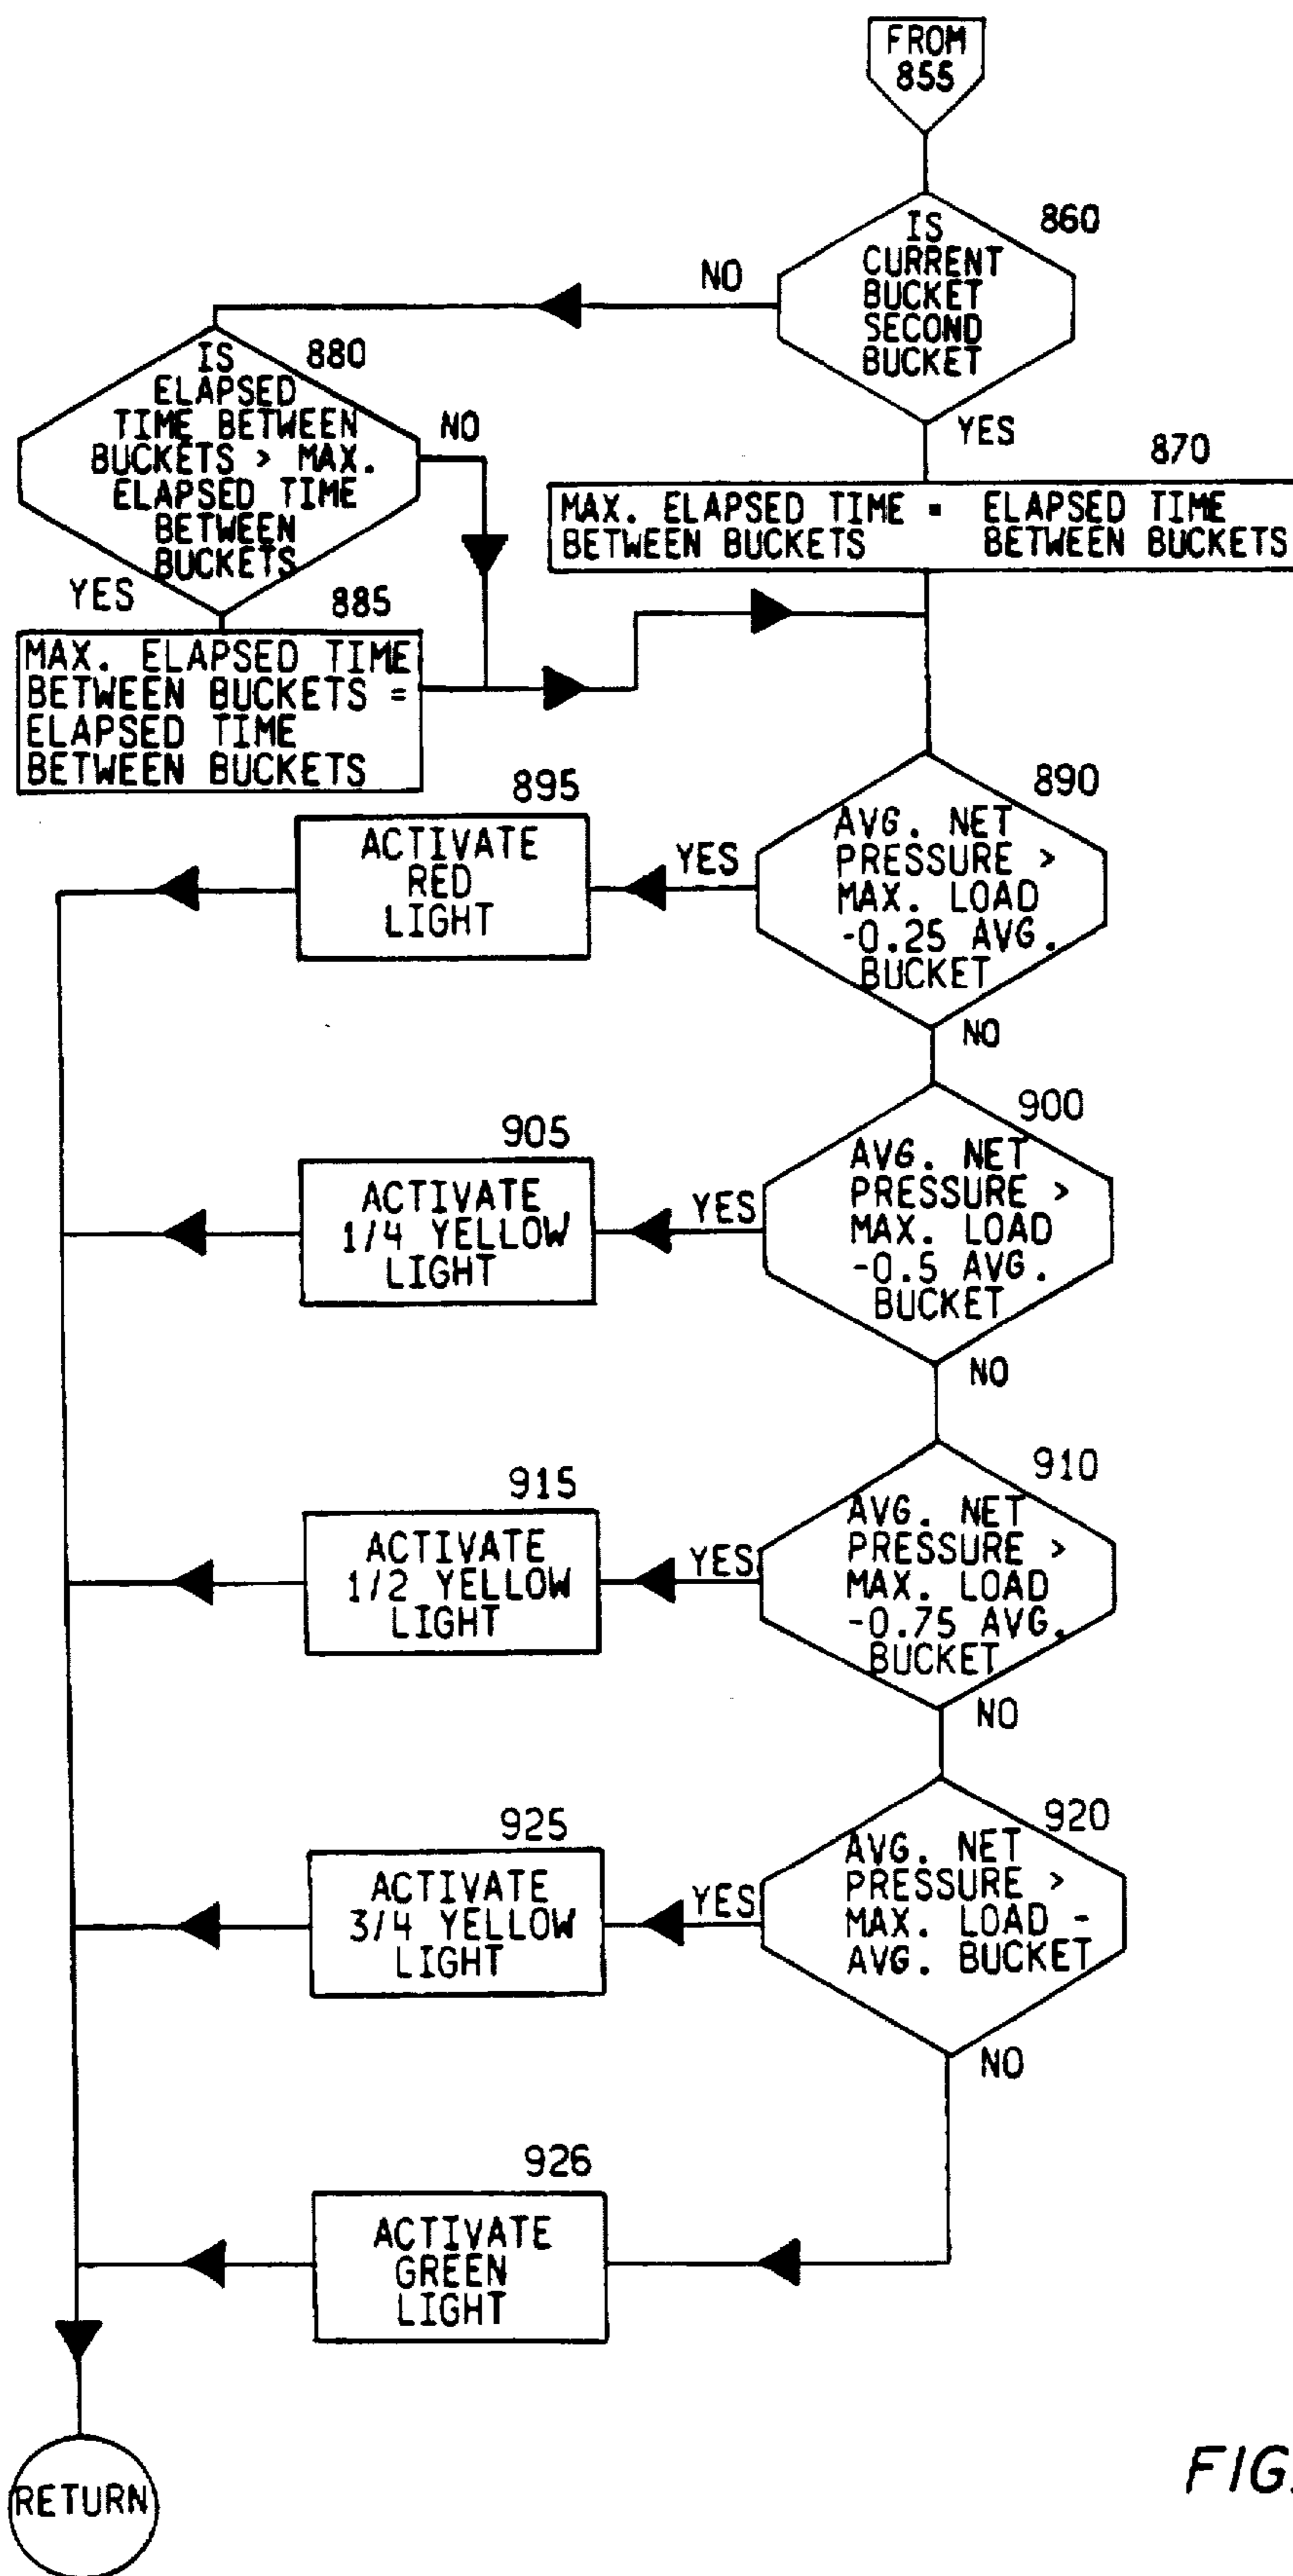 FROM
855
860
IS
CURRENT
BUCKET
SECOND
BUCKET
NO
YES
880
IS
ELAPSED
TIME BETWEEN
BUCKETS > MAX.
ELAPSED TIME
BETWEEN
BUCKETS
NO
YES
870
MAX. ELAPSED TIME = ELAPSED TIME
BETWEEN BUCKETS BETWEEN BUCKETS
885
MAX. ELAPSED TIME
BETWEEN BUCKETS =
ELAPSED TIME
BETWEEN BUCKETS
890
AVG. NET
PRESSURE >
MAX. LOAD
-0.25 AVG.
BUCKET
YES
NO
895
ACTIVATE
RED
LIGHT
900
AVG. NET
PRESSURE >
MAX. LOAD
-0.5 AVG.
BUCKET
YES
NO
905
ACTIVATE
1/4 YELLOW
LIGHT
910
AVG. NET
PRESSURE >
MAX. LOAD
-0.75 AVG.
BUCKET
YES
NO
915
ACTIVATE
1/2 YELLOW
LIGHT
920
AVG. NET
PRESSURE >
MAX. LOAD -
AVG. BUCKET
YES
NO
925
ACTIVATE
3/4 YELLOW
LIGHT
926
ACTIVATE
GREEN
LIGHT
RETURN
FIG.